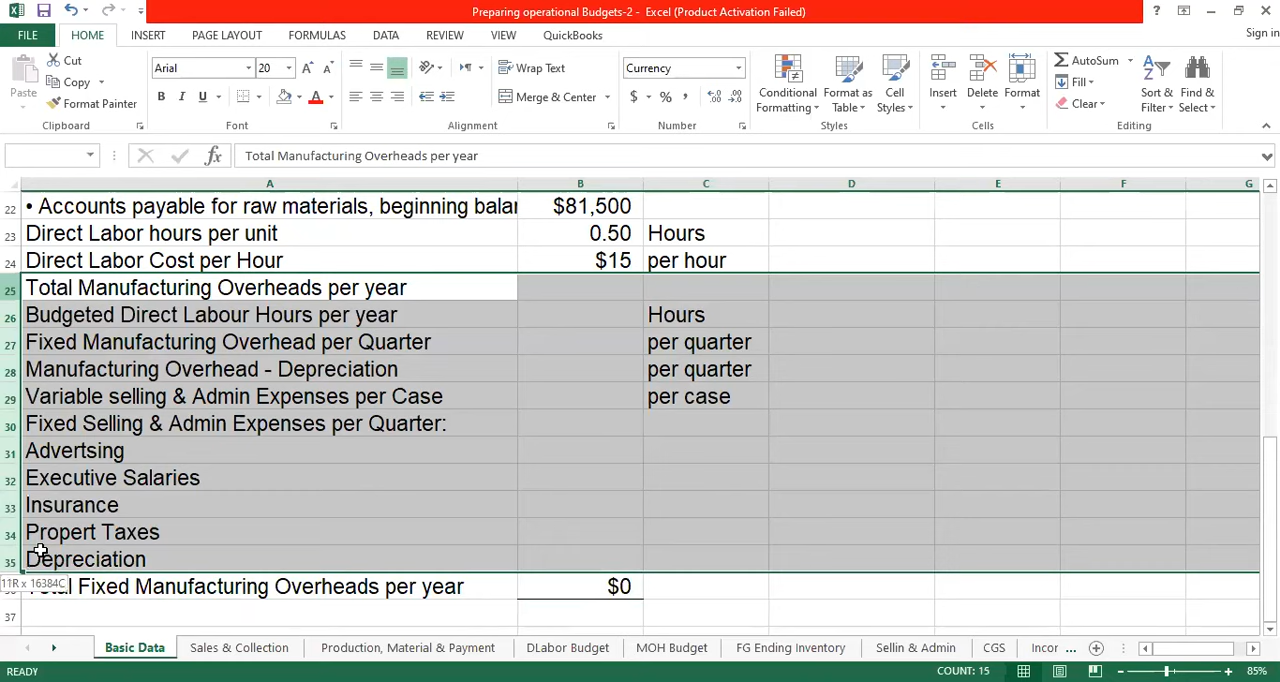 Preparing operational Budgets-2 - Excel (Product Activation Failed)
?
FILE HOME INSERT PAGE LAYOUT FORMULAS DATA REVIEW VIEW QuickBooks Sign in
Paste Cut Copy Format Painter
Arial 20
B I U
Wrap Text
Merge & Center
Currency
$ % ,
Conditional Formatting Format as Table Cell Styles
Insert Delete Format
AutoSum Fill Clear
Sort & Filter Find & Select
Clipboard Font Alignment Number Styles Cells Editing
fx Total Manufacturing Overheads per year
A B C D E F G
22 • Accounts payable for raw materials, beginning balar $81,500
23 Direct Labor hours per unit 0.50 Hours
24 Direct Labor Cost per Hour $15 per hour
25 Total Manufacturing Overheads per year
26 Budgeted Direct Labour Hours per year Hours
27 Fixed Manufacturing Overhead per Quarter per quarter
28 Manufacturing Overhead - Depreciation per quarter
29 Variable selling & Admin Expenses per Case per case
30 Fixed Selling & Admin Expenses per Quarter:
31 Advertsing
32 Executive Salaries
33 Insurance
34 Propert Taxes
35 Depreciation
11R x 16384C
Fixed Manufacturing Overheads per year $0
37
Basic Data Sales & Collection Production, Material & Payment DLabor Budget MOH Budget FG Ending Inventory Sellin & Admin CGS Incor ...
READY COUNT: 15 85%